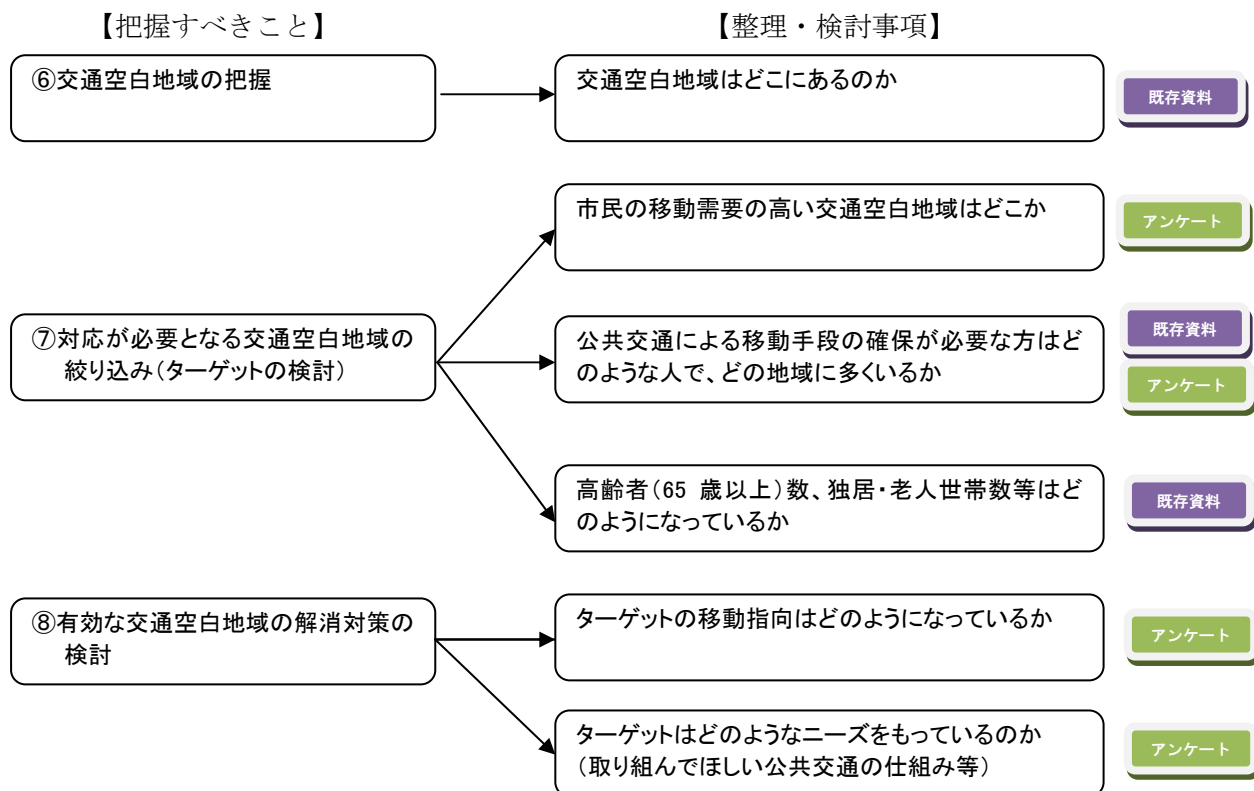 【把握すべきこと】
【整理・検討事項】
⑥交通空白地域の把握
交通空白地域はどこにあるのか
既存資料
市民の移動需要の高い交通空白地域はどこか
アンケート
⑦対応が必要となる交通空白地域の
絞り込み(ターゲットの検討)
公共交通による移動手段の確保が必要な方はど
のような人で、どの地域に多くいるか
既存資料
アンケート
高齢者(65 歳以上)数、独居・老人世帯数等はど
のようになっているか
既存資料
⑧有効な交通空白地域の解消対策の
検討
ターゲットの移動指向はどのようになっているか
アンケート
ターゲットはどのようなニーズをもっているのか
(取り組んでほしい公共交通の仕組み等)
アンケート